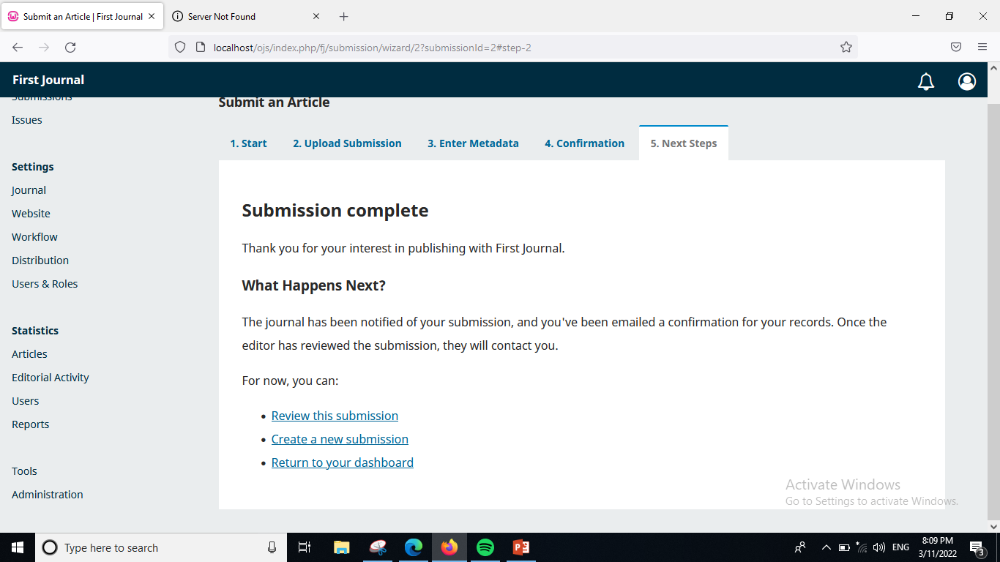 Submit an Article | First Journal
Server Not Found
localhost/ojs/index.php/fj/submission/wizard/2?submissionId=2#step-2
First Journal
Submissions
Issues
Settings
Journal
Website
Workflow
Distribution
Users & Roles
Statistics
Articles
Editorial Activity
Users
Reports
Tools
Administration
Submit an Article
1. Start 2. Upload Submission 3. Enter Metadata 4. Confirmation 5. Next Steps
Submission complete
Thank you for your interest in publishing with First Journal.
What Happens Next?
The journal has been notified of your submission, and you've been emailed a confirmation for your records. Once the
editor has reviewed the submission, they will contact you.
For now, you can:
Review this submission
Create a new submission
Return to your dashboard
Activate Windows
Go to Settings to activate Windows.
Type here to search
ENG
8:09 PM
3/11/2022
3